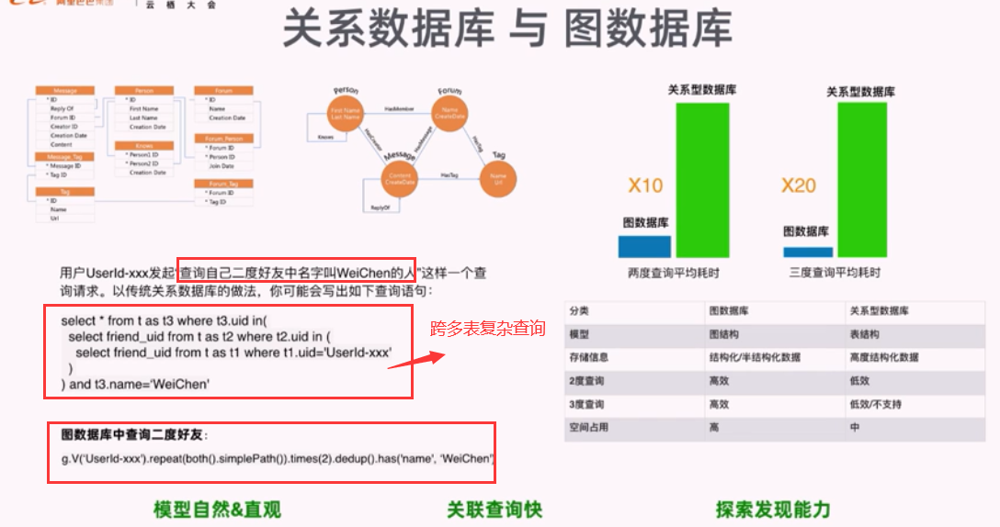 阿里巴巴集团
云 栖 大 会
关系数据库 与 图数据库
Message
* ID
Reply Of
Forum ID
Creator ID
Creation Date
Content
Message_Tag
* Message ID
* Tag ID
Tag
* ID
Name
Url
Person
* ID
First Name
Last Name
Creation Date
Knows
* Person1 ID
* Person2 ID
Creation Date
Forum
* ID
Name
Creation Date
Forum_Person
* Forum ID
* Person ID
Join Date
Forum_Tag
* Forum ID
* Tag ID
Person
First Name
Last Name
Knows
HasMember
Forum
Name
CreateDate
HasCreator
HasMessage
HasTag
Message
Content
CreateDate
ReplyOf
HasTag
Tag
Name
Url
关系型数据库
X10
图数据库
两度查询平均耗时
关系型数据库
X20
图数据库
三度查询平均耗时
用户UserId-xxx发起“查询自己二度好友中名字叫WeiChen的人”这样一个查
询请求。以传统关系数据库的做法，你可能会写出如下查询语句：
select * from t as t3 where t3.uid in(
select friend_uid from t as t2 where t2.uid in (
select friend_uid from t as t1 where t1.uid='UserId-xxx'
)
) and t3.name=‘WeiChen'
跨多表复杂查询
图数据库中查询二度好友：
g.V(‘UserId-xxx').repeat(both().simplePath()).times(2).dedup().has('name', ‘WeiChen')
分类 图数据库 关系型数据库
模型 图结构 表结构
存储信息 结构化/半结构化数据 高度结构化数据
2度查询 高效 低效
3度查询 高效 低效/不支持
空间占用 高 中
模型自然&直观
关联查询快
探索发现能力